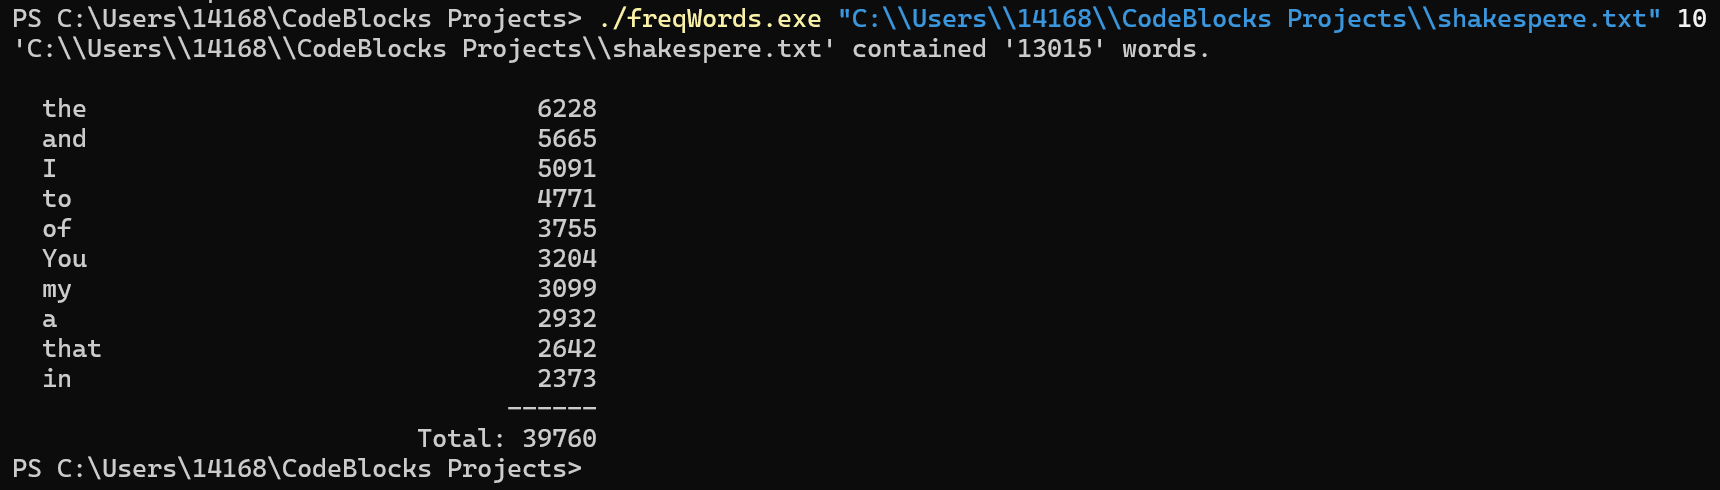 PS C:\Users\14168\CodeBlocks Projects> ./freqWords.exe "C:\\Users\\14168\\CodeBlocks Projects\\shakespere.txt" 10
'C:\\Users\\14168\\CodeBlocks Projects\\shakespere.txt' contained '13015' words.
the 6228
and 5665
I 5091
to 4771
of 3755
You 3204
my 3099
a 2932
that 2642
in 2373
------
Total: 39760
PS C:\Users\14168\CodeBlocks Projects>